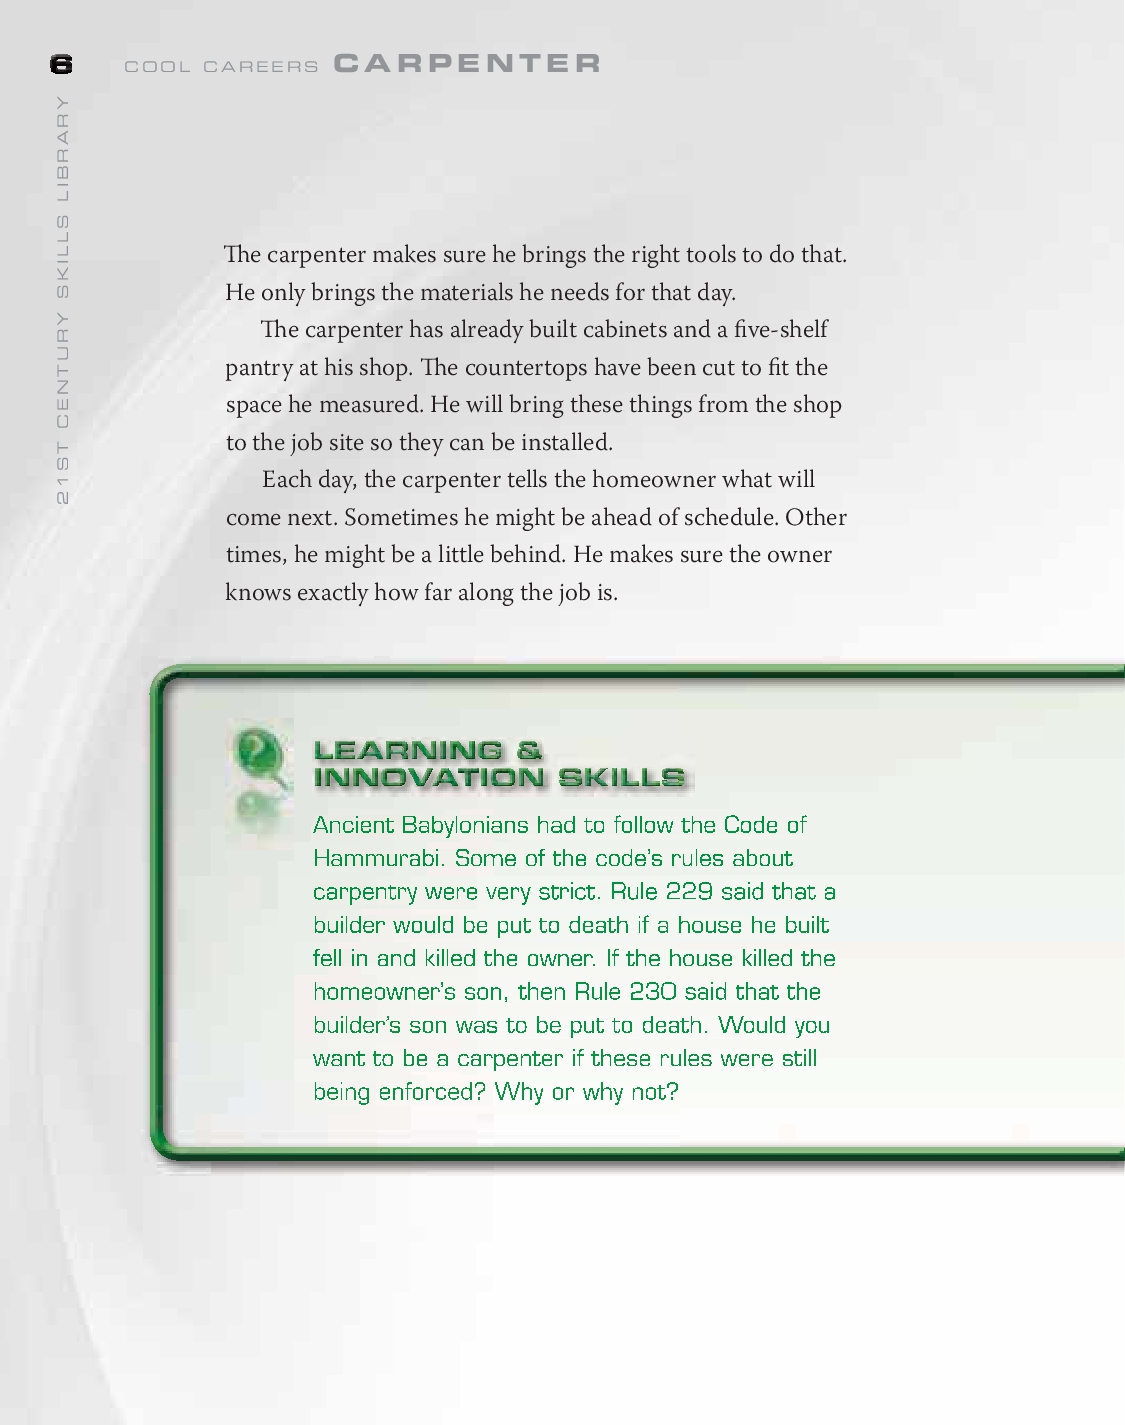 6
COOL CAREERS CARPENTER
21ST CENTURY SKILLS LIBRARY
The carpenter makes sure he brings the right tools to do that.
He only brings the materials he needs for that day.
The carpenter has already built cabinets and a five-shelf
pantry at his shop. The countertops have been cut to fit the
space he measured. He will bring these things from the shop
to the job site so they can be installed.
Each day, the carpenter tells the homeowner what will
come next. Sometimes he might be ahead of schedule. Other
times, he might be a little behind. He makes sure the owner
knows exactly how far along the job is.
LEARNING &
INNOVATION SKILLS
Ancient Babylonians had to follow the Code of
Hammurabi. Some of the code's rules about
carpentry were very strict. Rule 229 said that a
builder would be put to death if a house he built
fell in and killed the owner. If the house killed the
homeowner's son, then Rule 230 said that the
builder's son was to be put to death. Would you
want to be a carpenter if these rules were still
being enforced? Why or why not?